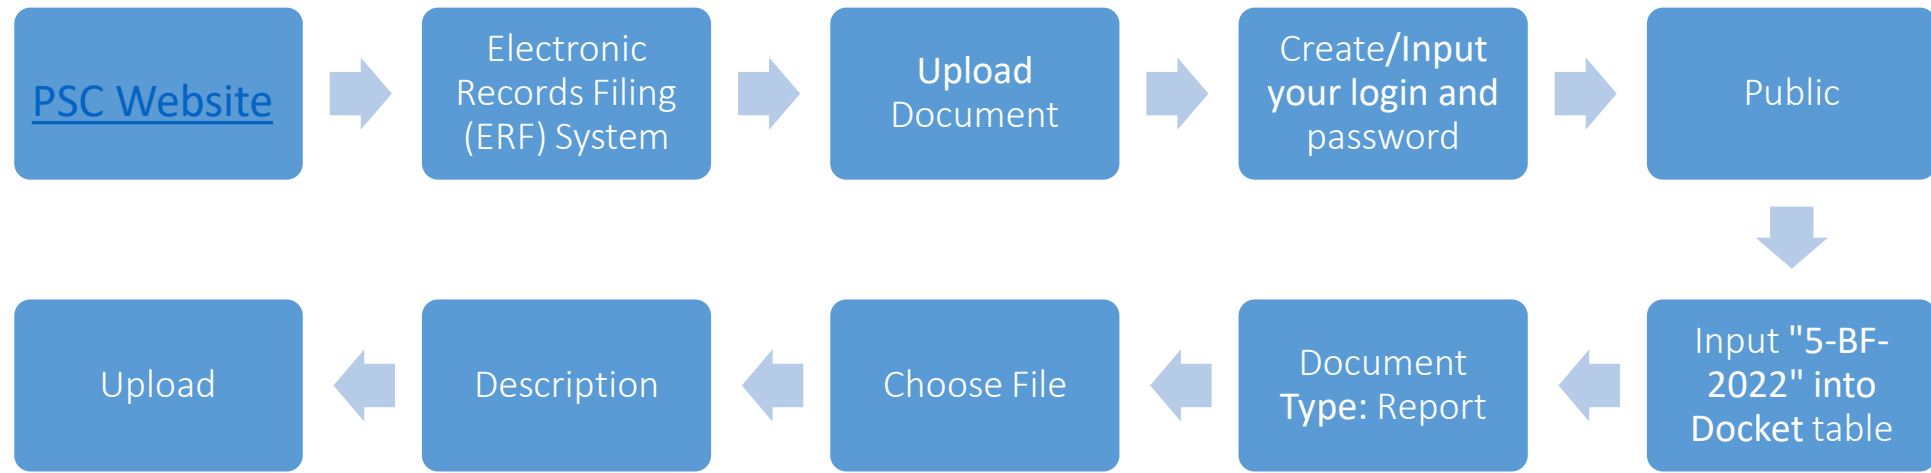 PSC Website
Electronic
Records Filing
(ERF) System
Upload
Document
Create/Input
your login and
password
Public
Input "5-BF-
2022" into
Docket table
Document
Type: Report
Choose File
Description
Upload